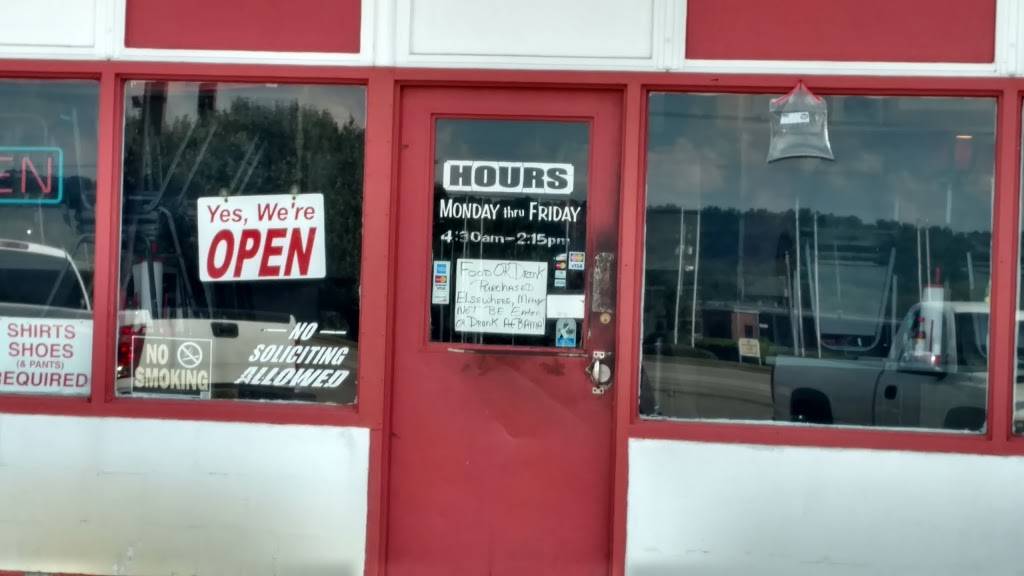 EN
Yes, We're
OPEN
SHIRTS
SHOES
(& PANTS)
REQUIRED
NO
SMOKING
NO
SOLICITING
ALLOWED
HOURS
MONDAY thru FRIDAY
4:30am-2:15pm
FOOD OR DRINK
PURCHASED
ELSEWHERE, MAY
NOT BE EATEN
OR DRANK At BAMA
VISA